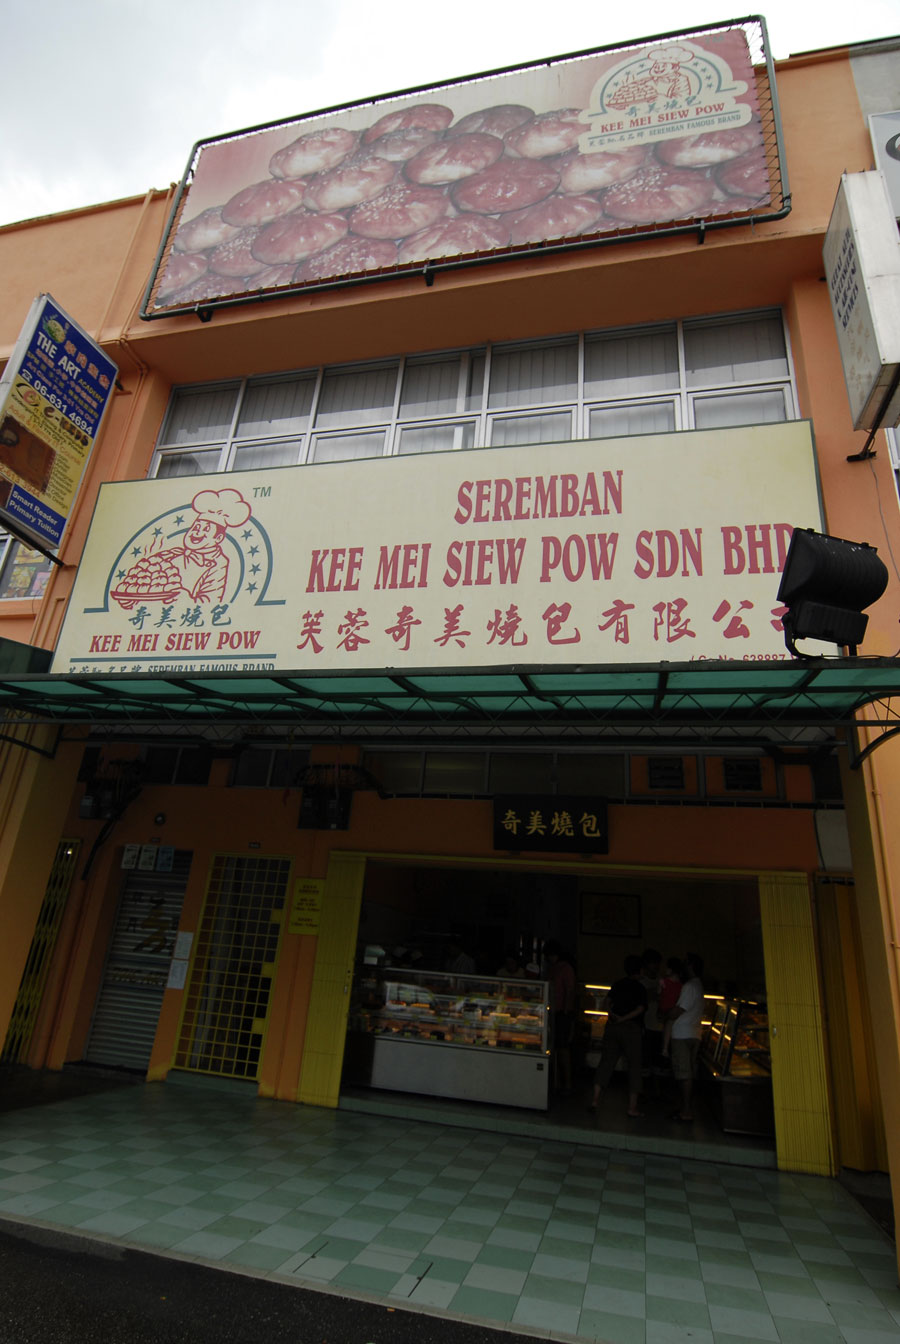 奇美燒包
KEE MEI SIEW POW
SEREMBAN FAMOUS BRAND
THE ART
ACADEMY
06-631 4694
Smart Reader
Primary Tuition
TM
奇美燒包
KEE MEI SIEW POW
SEREMBAN FAMOUS BRAND
SEREMBAN
KEE MEI SIEW POW SDN BHD
芙蓉奇美燒包有限公
奇美燒包